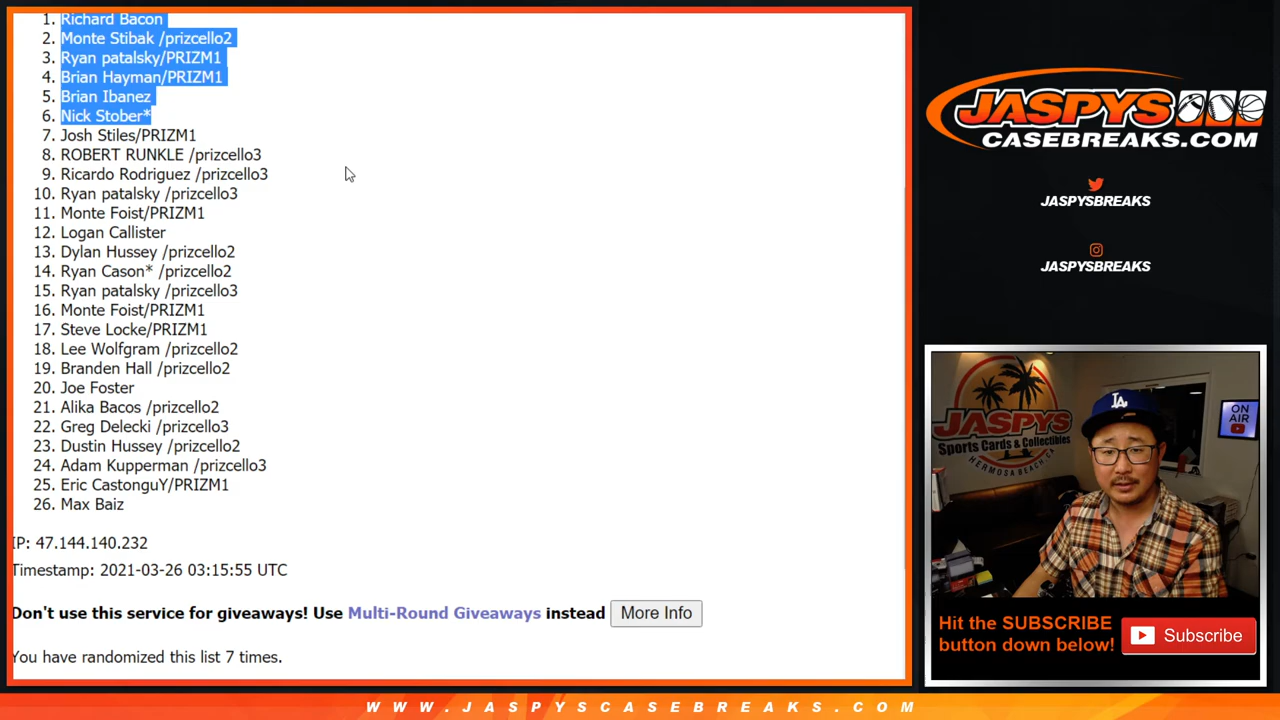 1. Richard Bacon
2. Monte Stibak /prizcello2
3. Ryan patalsky/PRIZM1
4. Brian Hayman/PRIZM1
5. Brian Ibanez
6. Nick Stober*
7. Josh Stiles/PRIZM1
8. ROBERT RUNKLE /prizcello3
9. Ricardo Rodriguez /prizcello3
10. Ryan patalsky /prizcello3
11. Monte Foist/PRIZM1
12. Logan Callister
13. Dylan Hussey /prizcello2
14. Ryan Cason* /prizcello2
15. Ryan patalsky /prizcello3
16. Monte Foist/PRIZM1
17. Steve Locke/PRIZM1
18. Lee Wolfgram /prizcello2
19. Branden Hall /prizcello2
20. Joe Foster
21. Alika Bacos /prizcello2
22. Greg Delecki /prizcello3
23. Dustin Hussey /prizcello2
24. Adam Kupperman /prizcello3
25. Eric CastonguY/PRIZM1
26. Max Baiz
IP: 47.144.140.232
Timestamp: 2021-03-26 03:15:55 UTC
Don't use this service for giveaways! Use Multi-Round Giveaways instead More Info
You have randomized this list 7 times.
JASPYS
CASEBREAKS.COM
JASPYSBREAKS
JASPYSBREAKS
JASPYS
Sports Cards & Collectibles
HERMOSA BEACH, CA
LA
ON
AIR
Hit the SUBSCRIBE
button down below!
Subscribe
WWW.JASPYSCASEBREAKS.COM